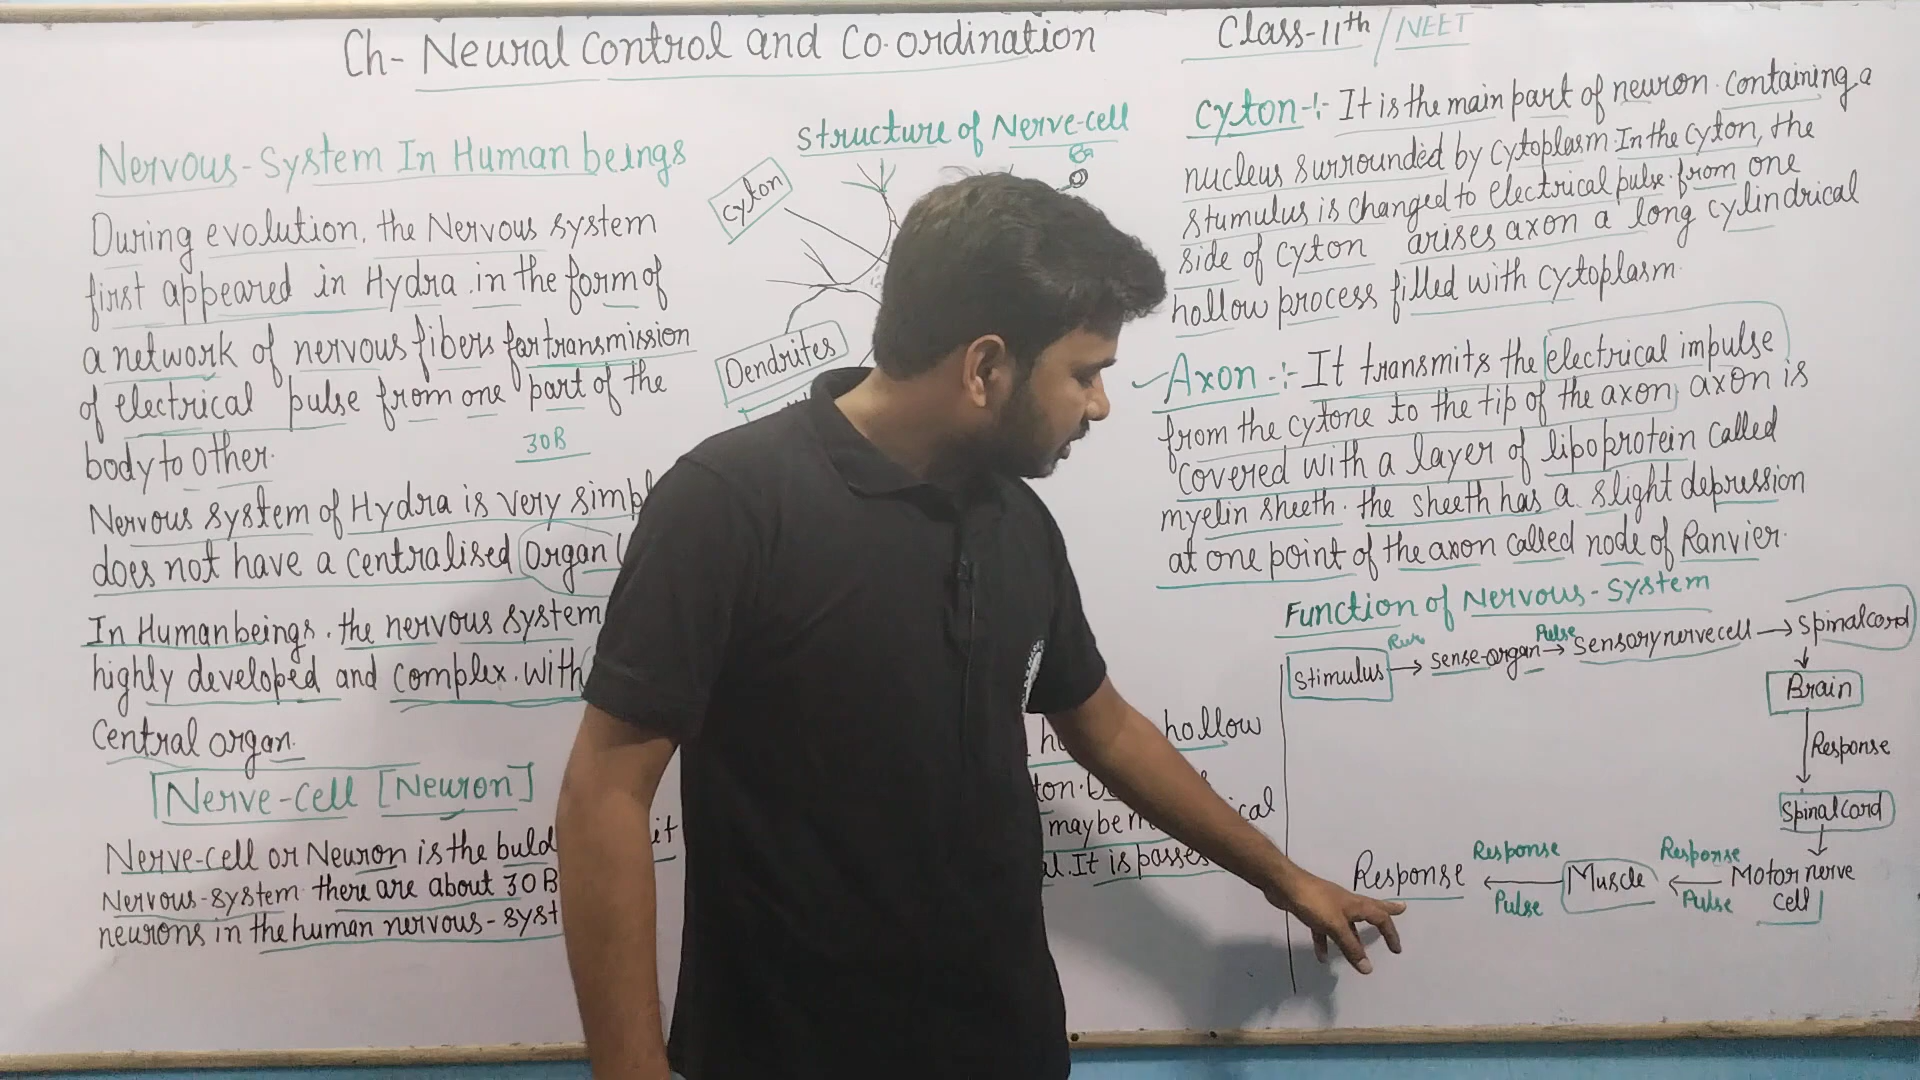 Ch- Neural Control and Co-ordination
Class-11th / NEET
Nervous-System In Human beings
During evolution, the Nervous system
first appeared in Hydra in the form of
a network of nervous fibers for transmission
of electrical pulse from one part of the
body to other.
30B
Nervous system of Hydra is very
does not have a centralised organ
In Humanbeings, the nervous system
highly developed and complex. with
Central organ.
Nerve-cell [Neuron]
Nerve-cell or Neuron is the
it
Nervous-system there are about 30B
neurons in the human nervous-
Structure of Nerve-cell
Cyton
Dendrites
hollow
may be
It is passes
Cyton -:- It is the main part of neuron containing a
nucleus surrounded by cytoplasm. In the cyton, the
stumulus is changed to electrical pulse. from one
side of cyton arises axon a long cylindrical
hollow process filled with cytoplasm.
Axon -:- It transmits the electrical impulse
from the cytone to the tip of the axon, axon is
covered with a layer of lipoprotein called
myelin sheeth. the sheeth has a slight depression
at one point of the axon called node of Ranvier.
Function of Nervous-System
Stimulus → sense-organ → Pulse Sensory nerve cell → Spinalcord
Brain
Response
Spinalcord
Motor nerve
cell
Response
Pulse
Muscle
Response
Pulse
Response